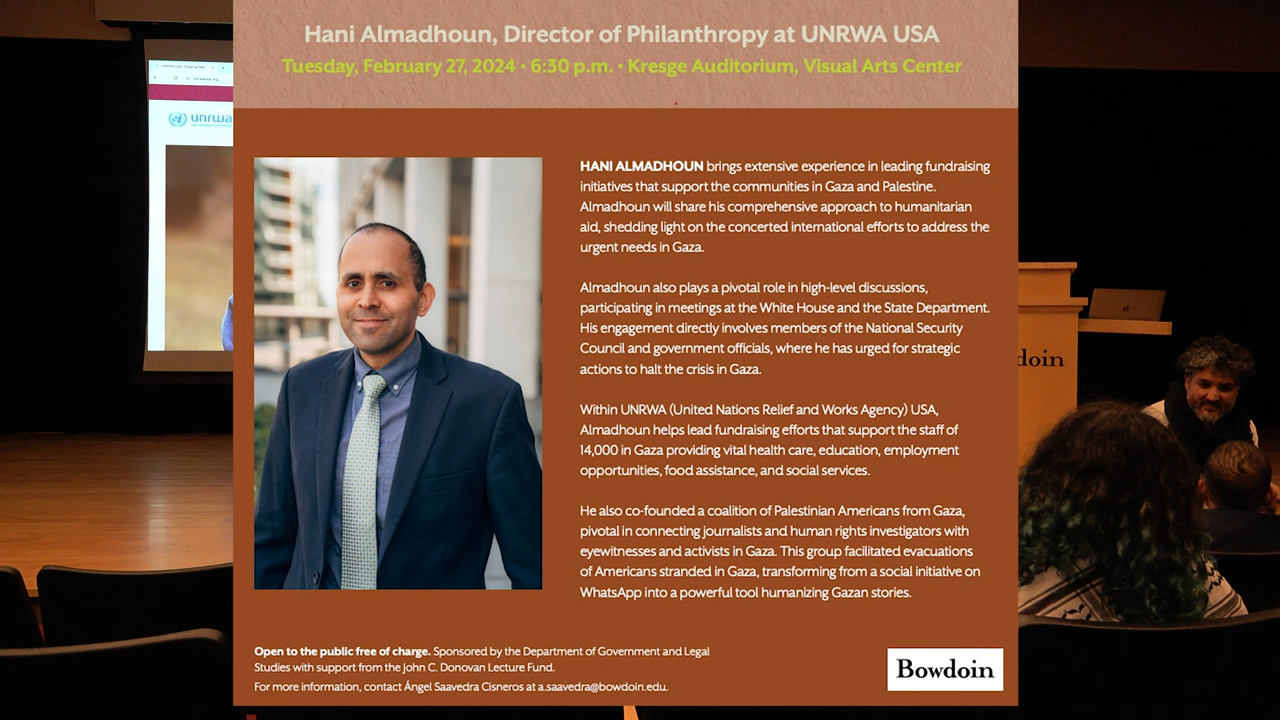 Hani Almadhoun, Director of Philanthropy at UNRWA USA
Tuesday, February 27, 2024 • 6:30 p.m. • Kresge Auditorium, Visual Arts Center
unrwa
HANI ALMADHOUN brings extensive experience in leading fundraising
initiatives that support the communities in Gaza and Palestine.
Almadhoun will share his comprehensive approach to humanitarian
aid, shedding light on the concerted international efforts to address the
urgent needs in Gaza.
Almadhoun also plays a pivotal role in high-level discussions,
participating in meetings at the White House and the State Department.
His engagement directly involves members of the National Security
Council and government officials, where he has urged for strategic
actions to halt the crisis in Gaza.
Within UNRWA (United Nations Relief and Works Agency) USA,
Almadhoun helps lead fundraising efforts that support the staff of
14,000 in Gaza providing vital health care, education, employment
opportunities, food assistance, and social services.
He also co-founded a coalition of Palestinian Americans from Gaza,
pivotal in connecting journalists and human rights investigators with
eyewitnesses and activists in Gaza. This group facilitated evacuations
of Americans stranded in Gaza, transforming from a social initiative on
WhatsApp into a powerful tool humanizing Gazan stories.
Open to the public free of charge. Sponsored by the Department of Government and Legal
Studies with support from the John C. Donovan Lecture Fund.
For more information, contact Ángel Saavedra Cisneros at a.saavedra@bowdoin.edu.
Bowdoin
doin